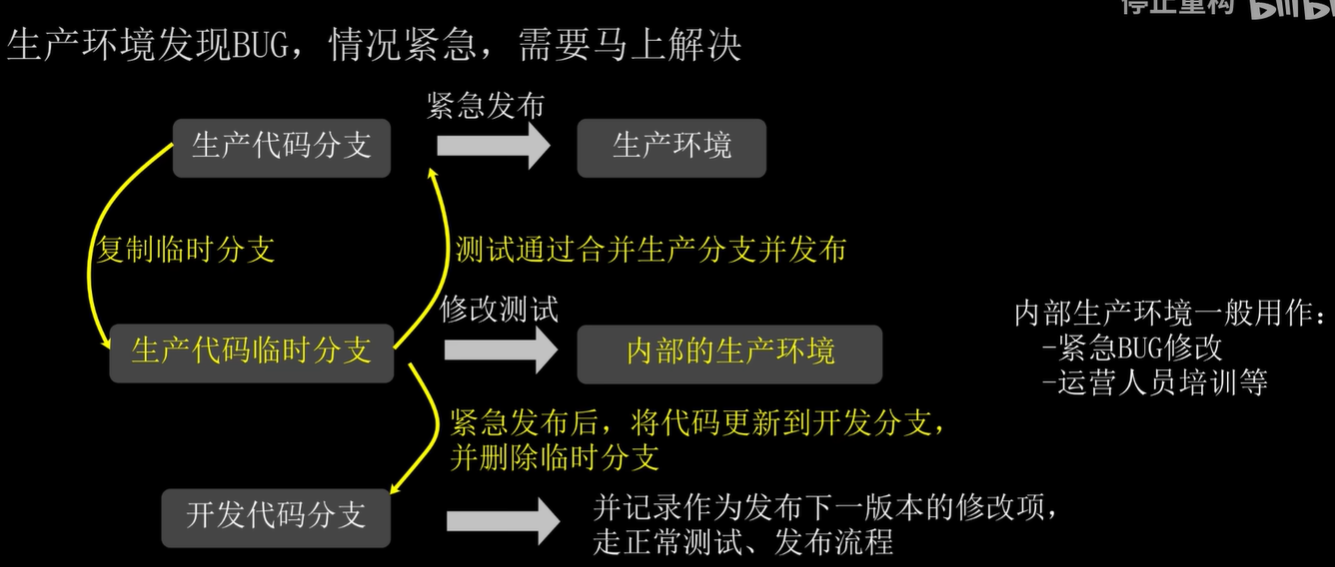 停止重构 bilibili
生产环境发现BUG，情况紧急，需要马上解决
紧急发布
生产代码分支
生产环境
复制临时分支
测试通过合并生产分支并发布
修改测试
生产代码临时分支
内部的生产环境
内部生产环境一般用作：
-紧急BUG修改
-运营人员培训等
紧急发布后，将代码更新到开发分支，
并删除临时分支
开发代码分支
并记录作为发布下一版本的修改项，
走正常测试、发布流程